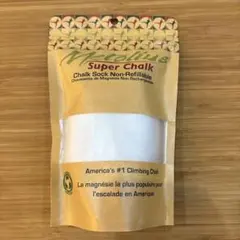 Super Chalk
Chalk Sock Non-Refillable
America's #1 Climbing Chalk
La magnésie la plus populaire pour
l'escalade en Amérique